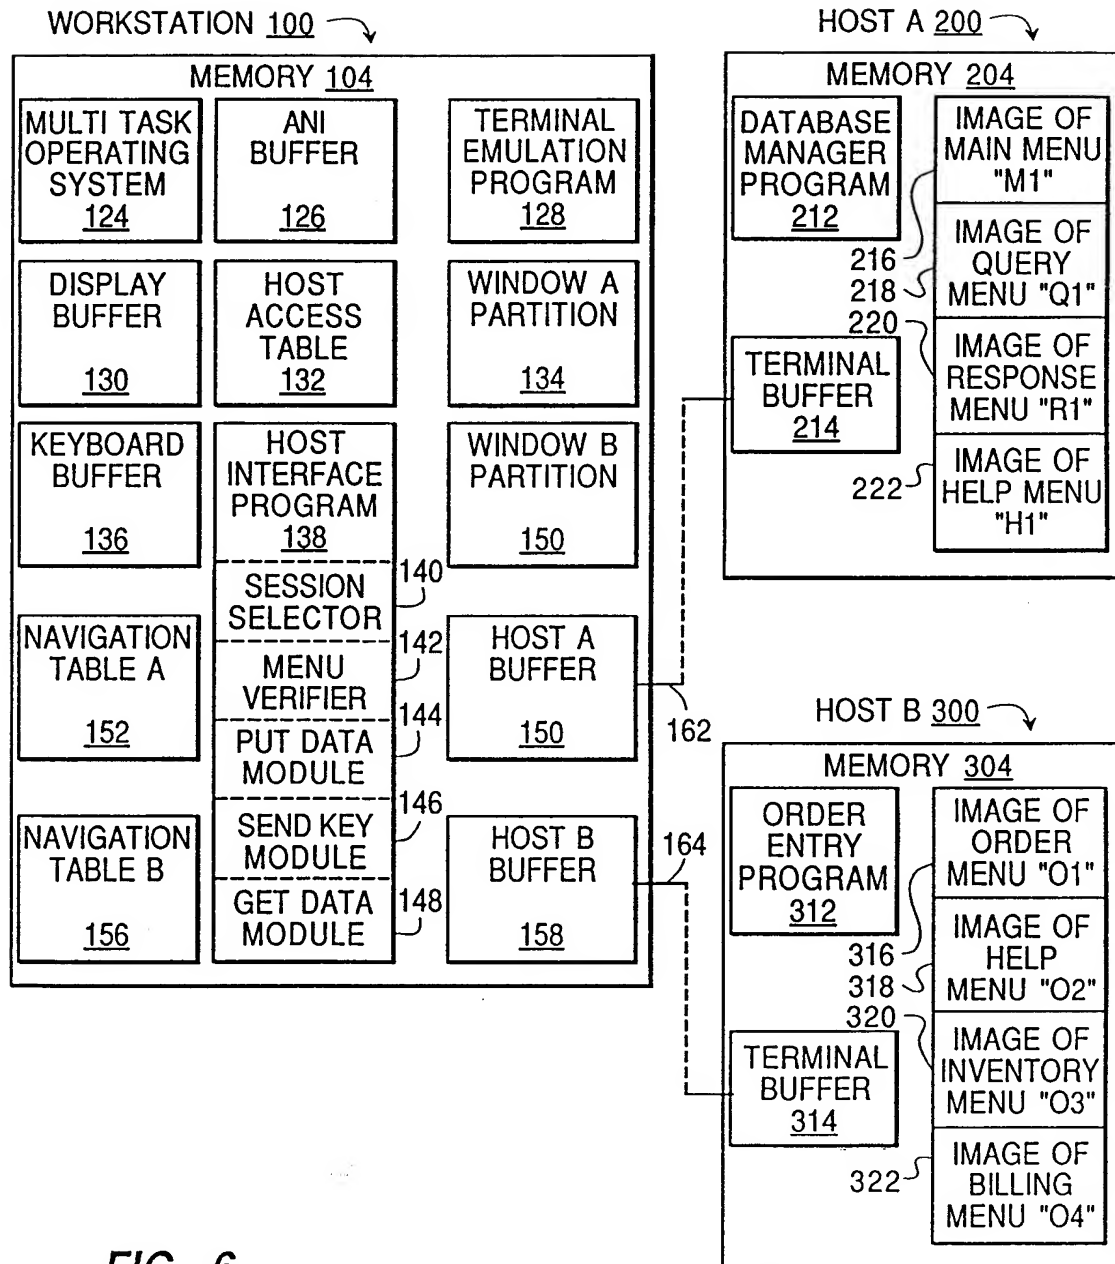 WORKSTATION 100
MEMORY 104
MULTI TASK
OPERATING
SYSTEM
124
ANI
BUFFER
126
TERMINAL
EMULATION
PROGRAM
128
DISPLAY
BUFFER
130
HOST
ACCESS
TABLE
132
WINDOW A
PARTITION
134
KEYBOARD
BUFFER
136
HOST
INTERFACE
PROGRAM
138
WINDOW B
PARTITION
150
140
SESSION
SELECTOR
142
MENU
VERIFIER
144
PUT DATA
MODULE
146
SEND KEY
MODULE
148
GET DATA
MODULE
NAVIGATION
TABLE A
152
HOST A
BUFFER
150
162
NAVIGATION
TABLE B
156
HOST B
BUFFER
158
164
HOST A 200
MEMORY 204
DATABASE
MANAGER
PROGRAM
212
IMAGE OF
MAIN MENU
"M1"
216
IMAGE OF
QUERY
MENU "Q1"
218
220
IMAGE OF
RESPONSE
MENU "R1"
TERMINAL
BUFFER
214
222
IMAGE OF
HELP MENU
"H1"
HOST B 300
MEMORY 304
ORDER
ENTRY
PROGRAM
312
IMAGE OF
ORDER
MENU "O1"
316
IMAGE OF
HELP
MENU "O2"
318
320
IMAGE OF
INVENTORY
MENU "O3"
TERMINAL
BUFFER
314
322
IMAGE OF
BILLING
MENU "O4"
FIG. 6